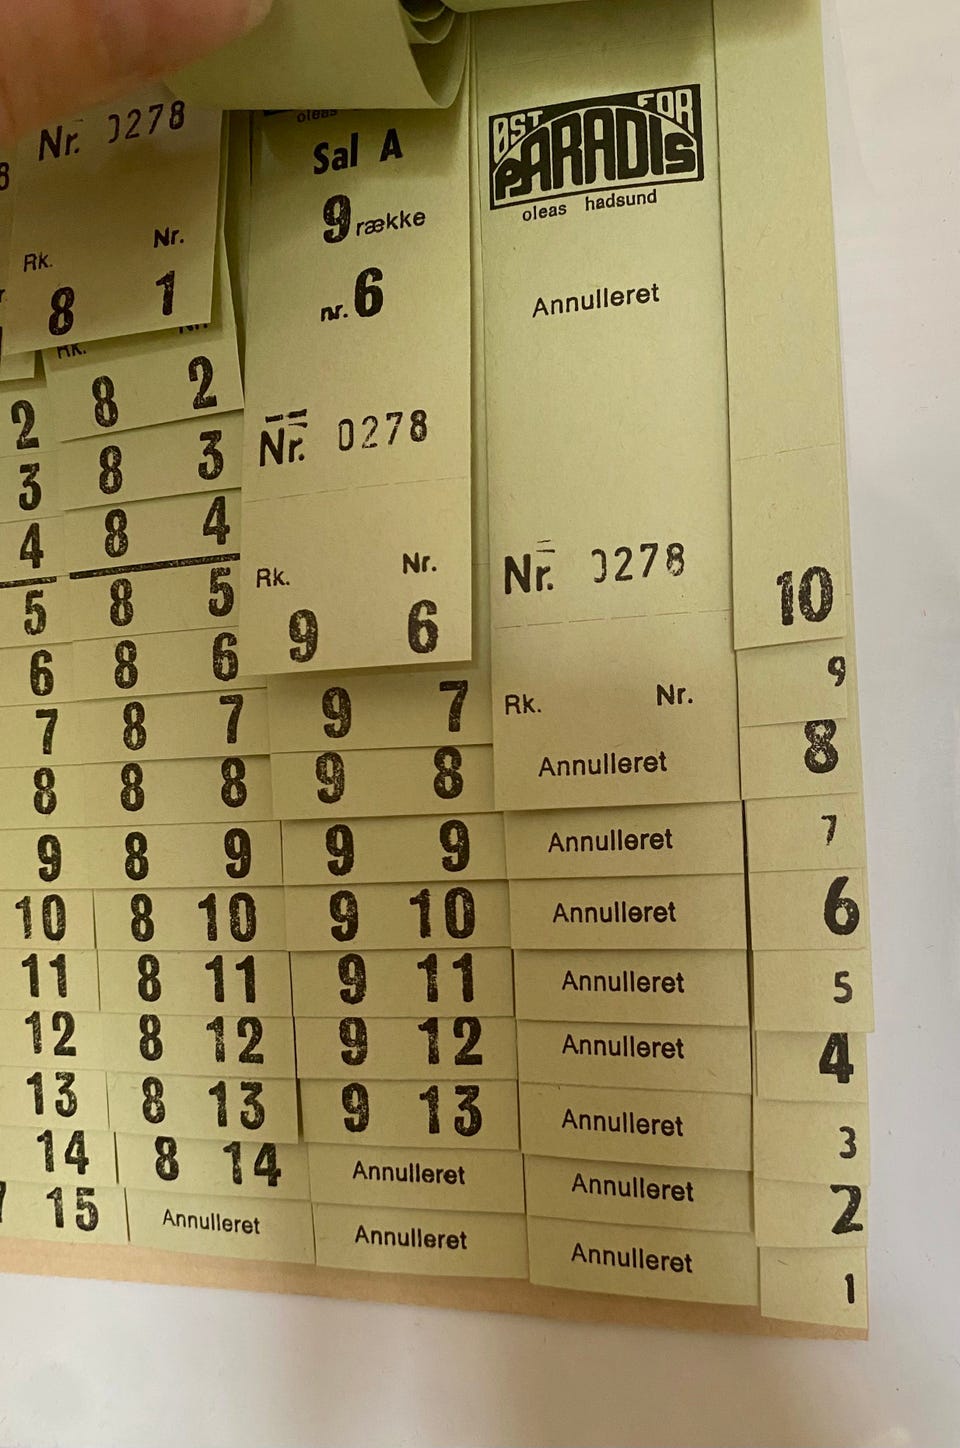 Nr. 0278
Rk. Nr.
8 1
Rk.
2 8 2
3 8 3
4 8 4
5 8 5
6 8 6
7 8 7
8 8 8
9 8 9
10 8 10
11 8 11
12 8 12
13 8 13
14 8 14
15 Annulleret
oleas
Sal A
9 række
nr. 6
Nr. 0278
Rk. Nr.
9 6
9 7
9 8
9 9
9 10
9 11
9 12
9 13
Annulleret
Annulleret
ØST FOR
PARADIS
oleas hadsund
Annulleret
Nr. 0278
Rk. Nr.
Annulleret
Annulleret
Annulleret
Annulleret
Annulleret
Annulleret
Annulleret
Annulleret
10
9
8
7
6
5
4
3
2
1